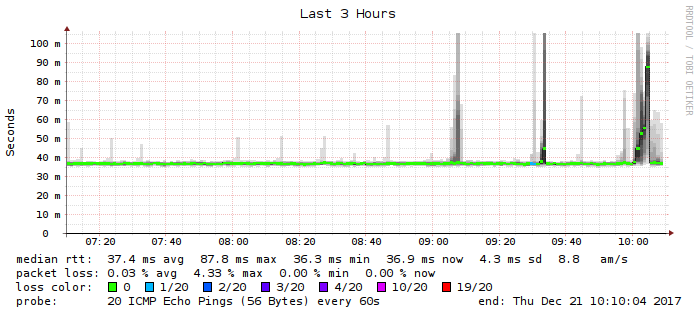 Last 3 Hours
RRDTOOL / TOBI OETIKER
Seconds
100 m
90 m
80 m
70 m
60 m
50 m
40 m
30 m
20 m
10 m
0
07:20 07:40 08:00 08:20 08:40 09:00 09:20 09:40 10:00
median rtt: 37.4 ms avg 87.8 ms max 36.3 ms min 36.9 ms now 4.3 ms sd 8.8 am/s
packet loss: 0.03 % avg 4.33 % max 0.00 % min 0.00 % now
loss color: 0 1/20 2/20 3/20 4/20 10/20 19/20
probe: 20 ICMP Echo Pings (56 Bytes) every 60s end: Thu Dec 21 10:10:04 2017